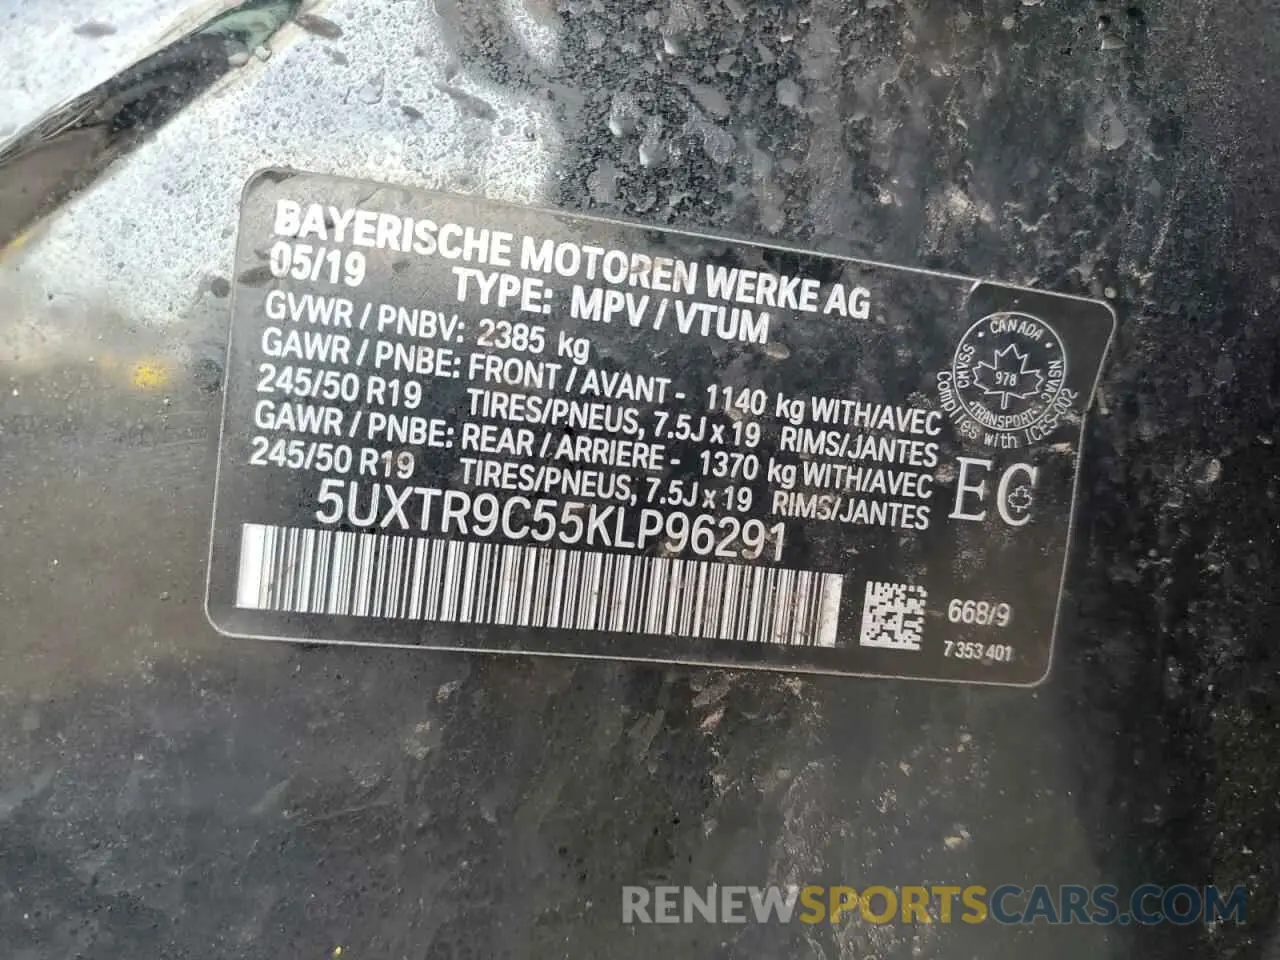 BAYERISCHE MOTOREN WERKE AG
05/19 TYPE: MPV / VTUM
GVWR / PNBV: 2385 kg
GAWR / PNBE: FRONT / AVANT - 1140 kg WITH/AVEC
245/50 R19 TIRES/PNEUS, 7.5J x 19 RIMS/JANTES
GAWR / PNBE: REAR / ARRIERE - 1370 kg WITH/AVEC
245/50 R19 TIRES/PNEUS, 7.5J x 19 RIMS/JANTES
5UXTR9C55KLP96291
CANADA
CMVSS
NSVAC
978
TRANSPORT
Complies with ICES-002
EC
668/9
7 353 401
RENEWSPORTSCARS.COM